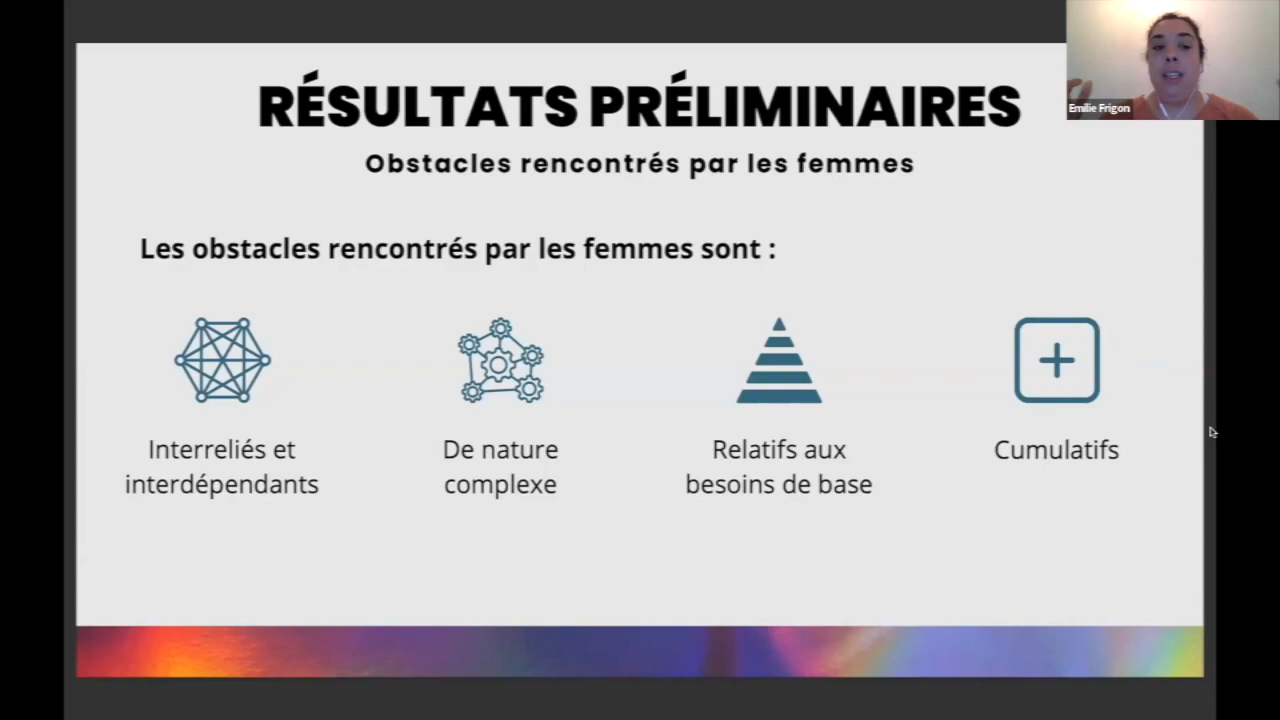 RÉSULTATS PRÉLIMINAIRES
Emilie Frigon
Obstacles rencontrés par les femmes
Les obstacles rencontrés par les femmes sont :
Interreliés et
interdépendants
De nature
complexe
Relatifs aux
besoins de base
Cumulatifs